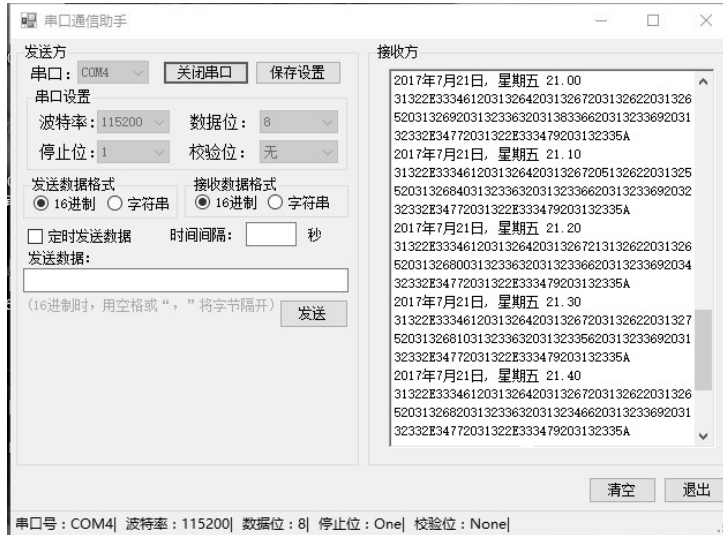 串口通信助手
发送方
串口： COM4 关闭串口 保存设置
串口设置
波特率： 115200 数据位： 8
停止位： 1 校验位： 无
发送数据格式 接收数据格式
16进制 字符串 16进制 字符串
定时发送数据 时间间隔： 秒
发送数据：
(16进制时，用空格或“，”将字节隔开) 发送
接收方
2017年7月21日, 星期五 21.00
31322E33346120313264203132672031326220313 26
5203132692031323363203138336620313233692031
32332E34772031322E333479203132335A
2017年7月21日, 星期五 21.10
31322E3334612031326420313267205132622031325
5203132684031323363203132336620313233692032
32332E34772031322E333479203132335A
2017年7月21日, 星期五 21.20
31322E3334612031326420313267213132622031326
5203132680031323363203132336620313233692034
32332E34772031322E333479203132335A
2017年7月21日, 星期五 21.30
31322E3334612031326420313267203132622031327
5203132681031323363203132335620313233692031
32332E34772031322E333479203132335A
2017年7月21日, 星期五 21.40
31322E3334612031326420313267203132622031326
5203132682031323363203132346620313233692031
32332E34772031322E333479203132335A
清空 退出
串口号：COM4| 波特率：115200| 数据位：8| 停止位：One| 校验位：None|